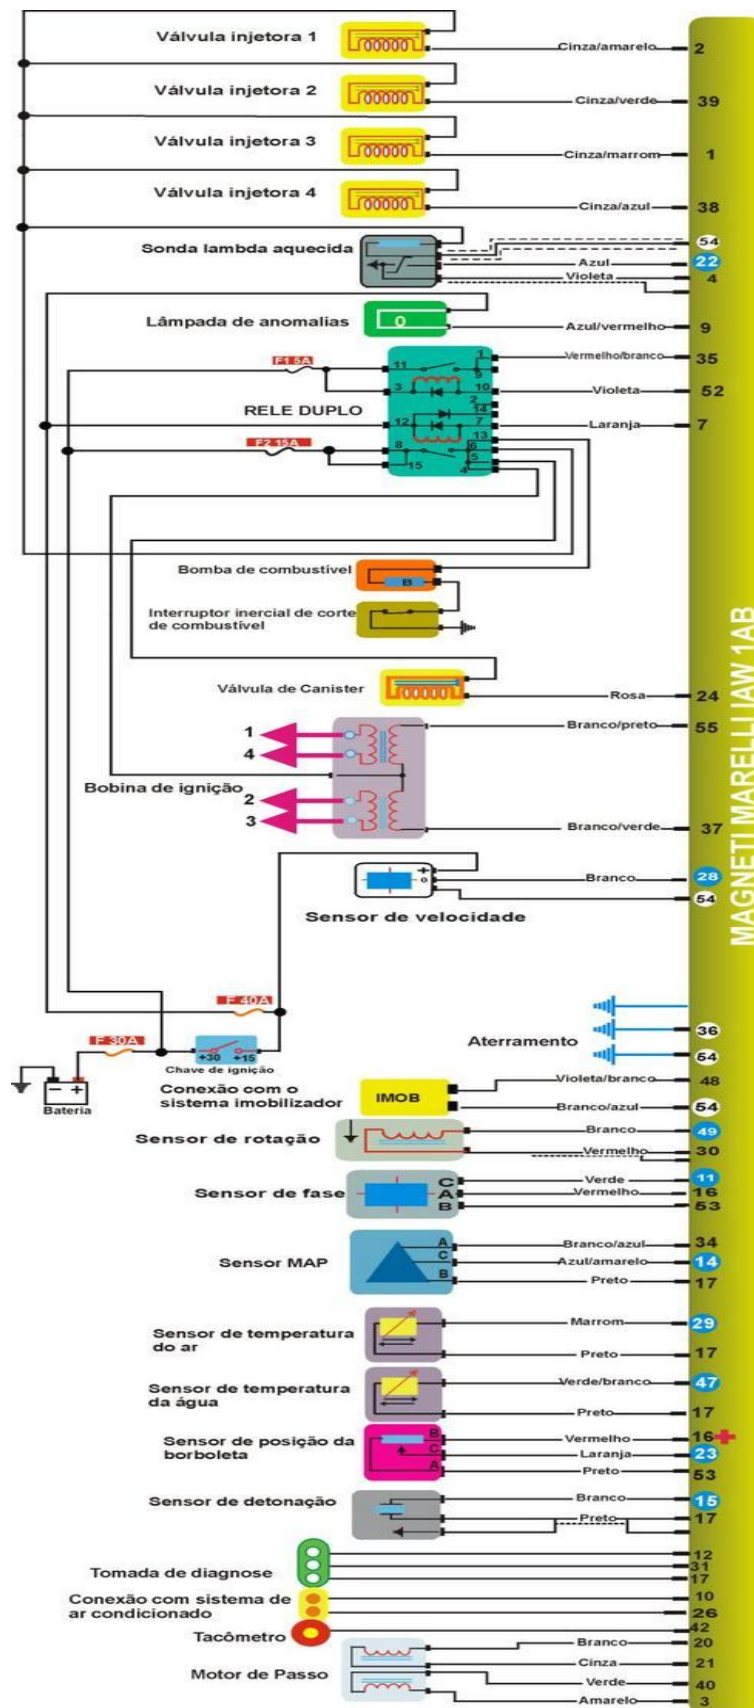 Válvula injetora 1
Cinza/amarelo
2
Válvula injetora 2
Cinza/verde
39
Válvula injetora 3
Cinza/marrom
1
Válvula injetora 4
Cinza/azul
38
Sonda lambda aquecida
54
Azul
22
Violeta
4
Lâmpada de anomalias
0
Azul/vermelho
9
F1 5A
11
1
9
Vermelho/branco
35
3
10
Violeta
52
RELE DUPLO
2
14
12
7
Laranja
7
F2 15A
13
8
6
15
5
4
Bomba de combustível
B
Interruptor inercial de corte
de combustível
Válvula de Canister
Rosa
24
Branco/preto
55
1
4
Bobina de ignição
2
3
Branco/verde
37
MAGNETI MARELLI IAW 1AB
+
o
Branco
28
54
Sensor de velocidade
F 40A
F 30A
+30 +15
Chave de ignição
- +
Bateria
Aterramento
36
54
Conexão com o
sistema imobilizador
IMOB
Violeta/branco
48
Branco/azul
54
Sensor de rotação
Branco
49
Vermelho
30
Sensor de fase
C
Verde
11
A
Vermelho
16
B
53
Sensor MAP
A
Branco/azul
34
C
Azul/amarelo
14
B
Preto
17
Sensor de temperatura
do ar
Marrom
29
Preto
17
Sensor de temperatura
da água
Verde/branco
47
Preto
17
Sensor de posição da
borboleta
B
Vermelho
16+
C
Laranja
23
A
Preto
53
Sensor de detonação
Branco
15
Preto
17
Tomada de diagnose
12
31
17
Conexão com sistema de
ar condicionado
10
26
Tacômetro
42
Motor de Passo
Branco
20
Cinza
21
Verde
40
Amarelo
3